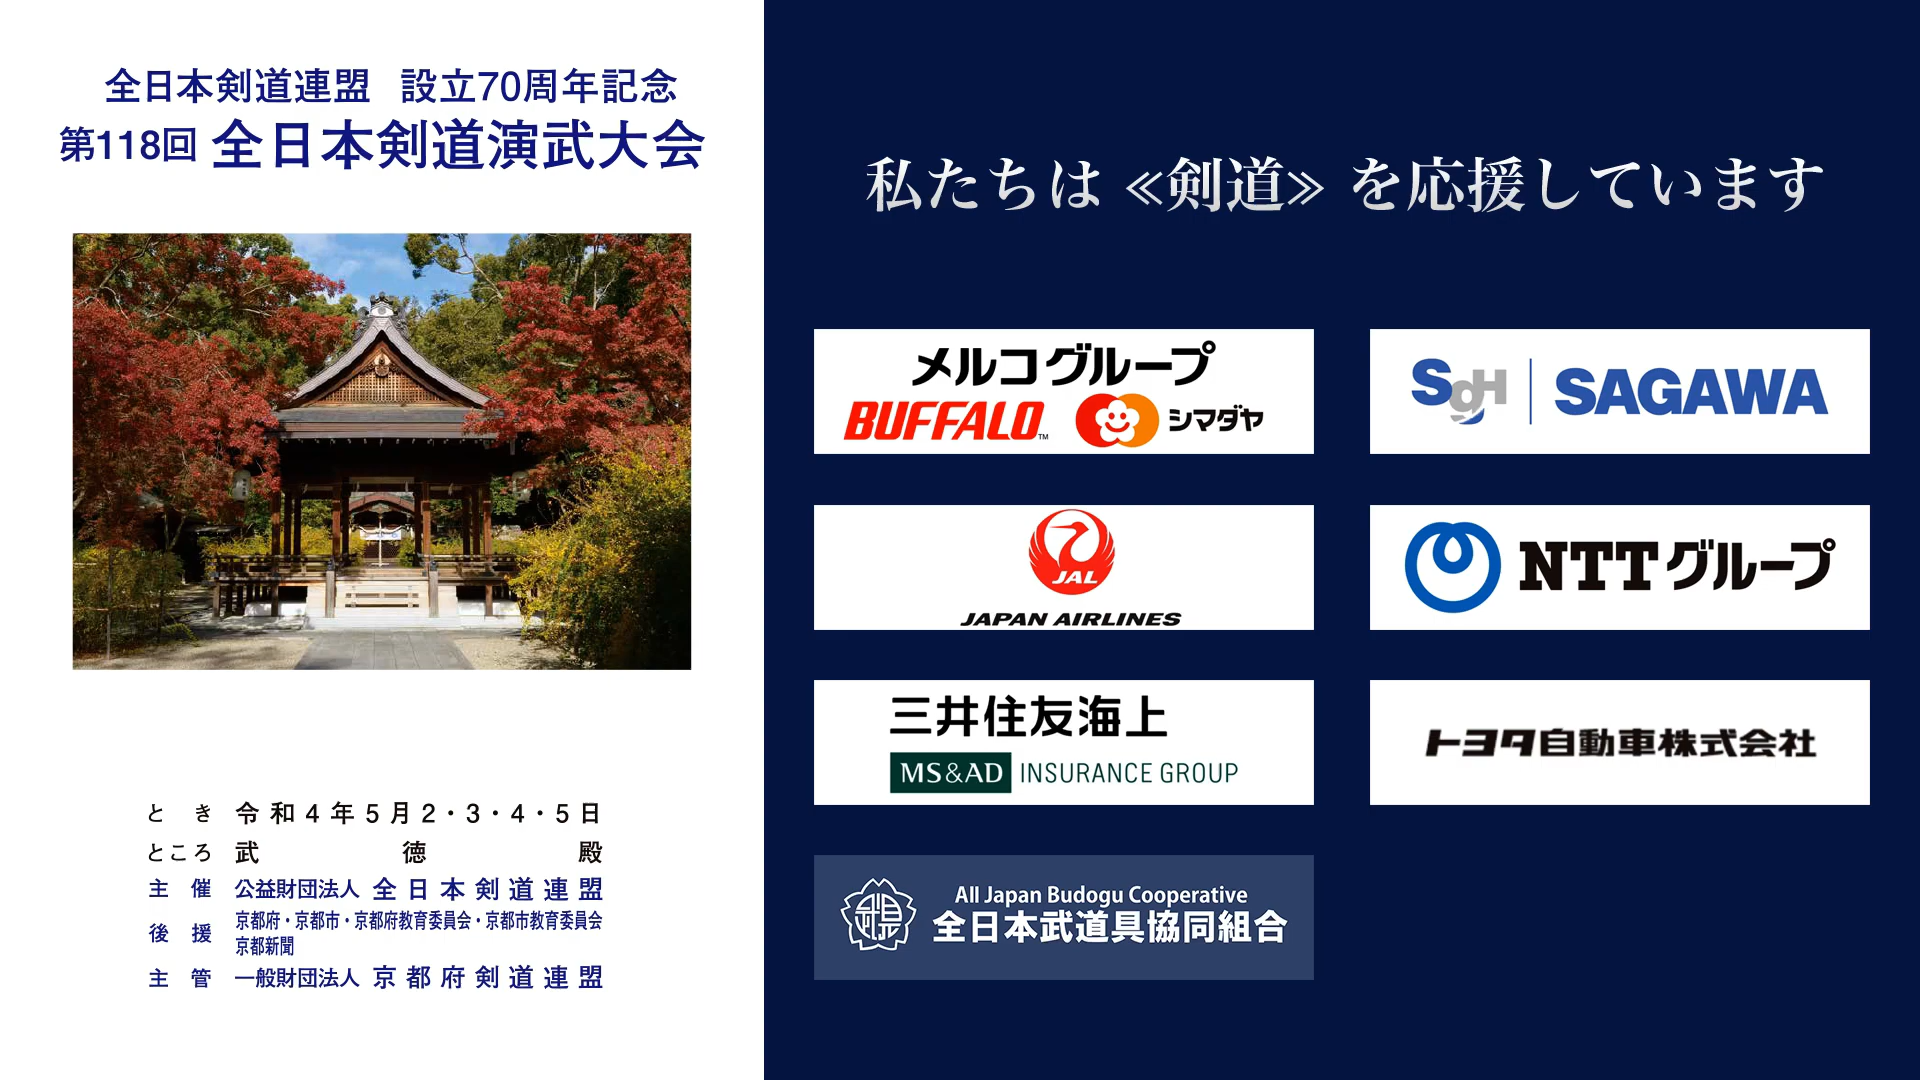 全日本剣道連盟 設立70周年記念
第118回 全日本剣道演武大会
とき 令和4年5月2・3・4・5日
ところ 武徳殿
主催 公益財団法人 全日本剣道連盟
後援 京都府・京都市・京都府教育委員会・京都市教育委員会
京都新聞
主管 一般財団法人 京都府剣道連盟
私たちは ≪剣道≫ を応援しています
メルコグループ
BUFFALO™ シマダヤ
SGH SAGAWA
JAL
JAPAN AIRLINES
NTTグループ
三井住友海上
MS&AD INSURANCE GROUP
トヨタ自動車株式会社
All Japan Budogu Cooperative
全日本武道具協同組合